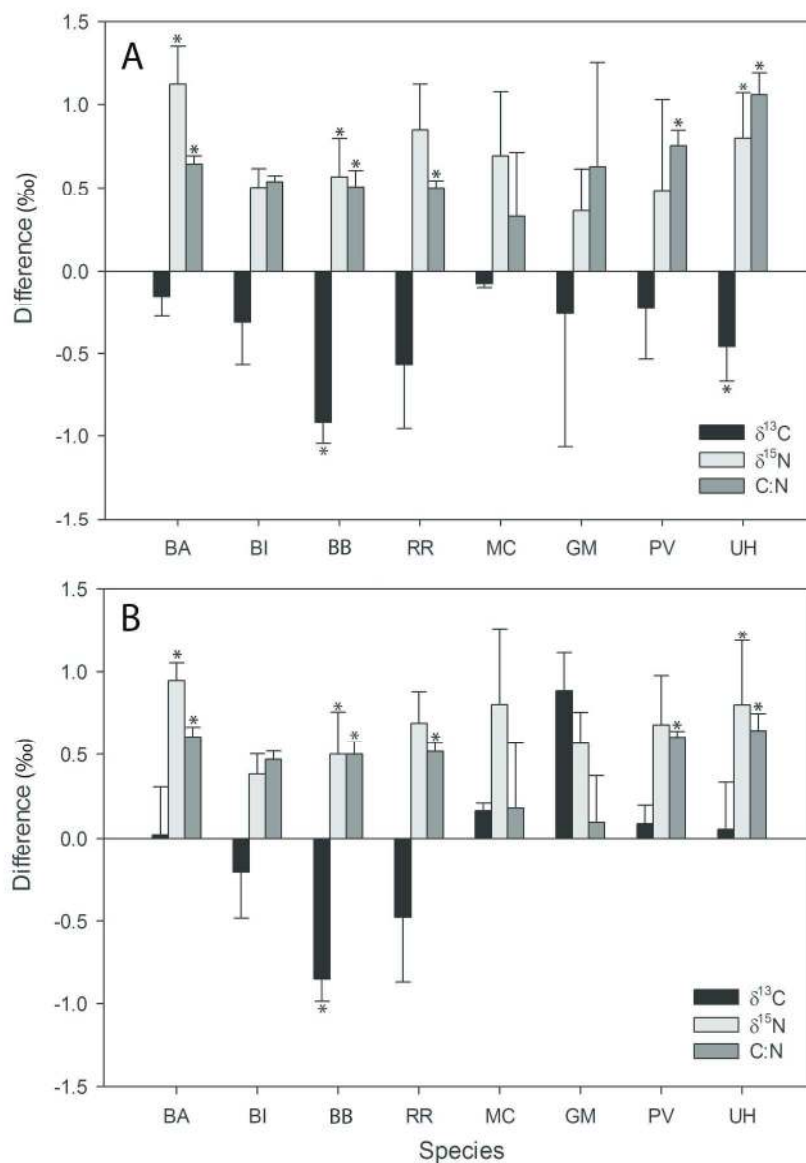 A
1.5
1.0
0.5
0.0
-0.5
-1.0
-1.5
Difference (‰)
* * * * * * * * * * *
δ¹³C
δ¹⁵N
C:N
BA BI BB RR MC GM PV UH
B
1.5
1.0
0.5
0.0
-0.5
-1.0
-1.5
Difference (‰)
* * * * * * * * * *
δ¹³C
δ¹⁵N
C:N
BA BI BB RR MC GM PV UH
Species